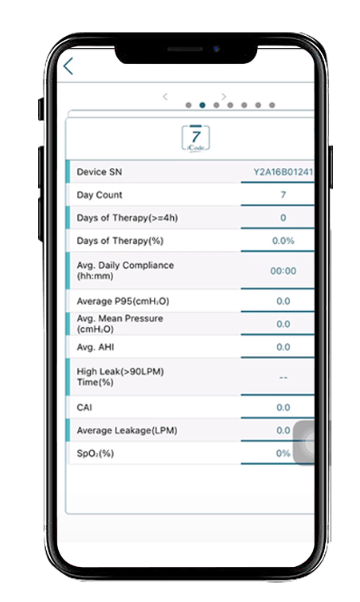 7
iCode
Device SN Y2A16B01241
Day Count 7
Days of Therapy(>=4h) 0
Days of Therapy(%) 0.0%
Avg. Daily Compliance
(hh:mm) 00:00
Average P95(cmH₂O) 0.0
Avg. Mean Pressure
(cmH₂O) 0.0
Avg. AHI 0.0
High Leak(>90LPM)
Time(%) --
CAI 0.0
Average Leakage(LPM) 0.0
SpO₂(%) 0%